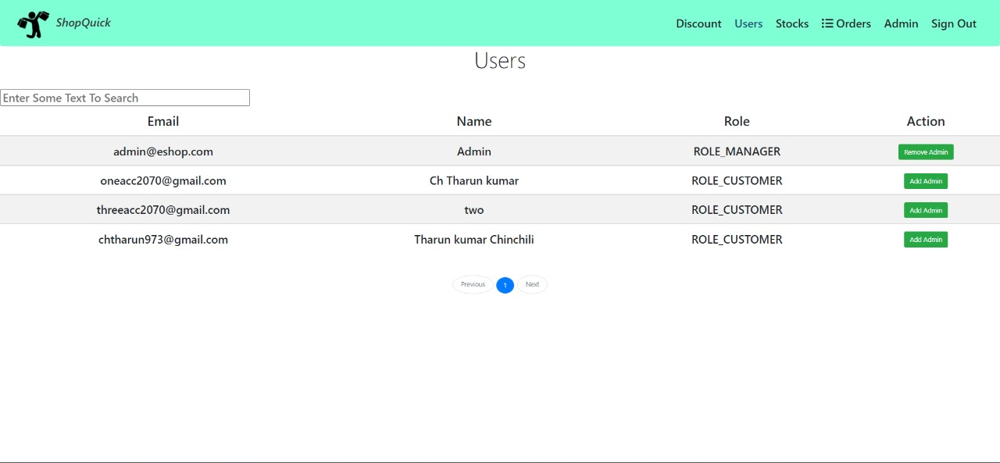 ShopQuick Discount Users Stocks Orders Admin Sign Out
Users
Enter Some Text To Search
Email Name Role Action
admin@eshop.com Admin ROLE_MANAGER Remove Admin
oneacc2070@gmail.com Ch Tharun kumar ROLE_CUSTOMER Add Admin
threeacc2070@gmail.com two ROLE_CUSTOMER Add Admin
chtharun973@gmail.com Tharun kumar Chinchili ROLE_CUSTOMER Add Admin
Previous 1 Next